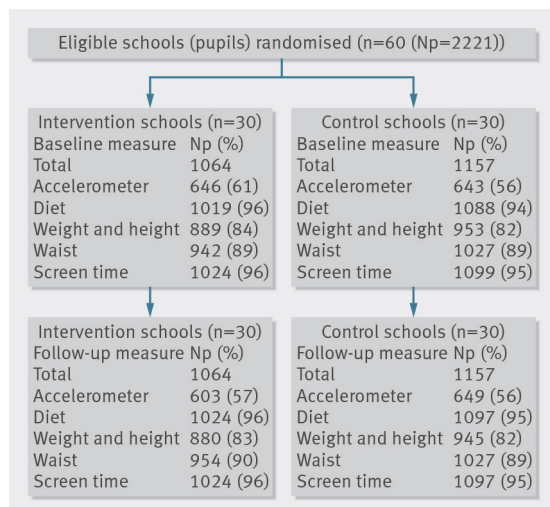 Eligible schools (pupils) randomised (n=60 (Np=2221))
Intervention schools (n=30)
Baseline measure Np (%)
Total 1064
Accelerometer 646 (61)
Diet 1019 (96)
Weight and height 889 (84)
Waist 942 (89)
Screen time 1024 (96)
Control schools (n=30)
Baseline measure Np (%)
Total 1157
Accelerometer 643 (56)
Diet 1088 (94)
Weight and height 953 (82)
Waist 1027 (89)
Screen time 1099 (95)
Intervention schools (n=30)
Follow-up measure Np (%)
Total 1064
Accelerometer 603 (57)
Diet 1024 (96)
Weight and height 880 (83)
Waist 954 (90)
Screen time 1024 (96)
Control schools (n=30)
Follow-up measure Np (%)
Total 1157
Accelerometer 649 (56)
Diet 1097 (95)
Weight and height 945 (82)
Waist 1027 (89)
Screen time 1097 (95)